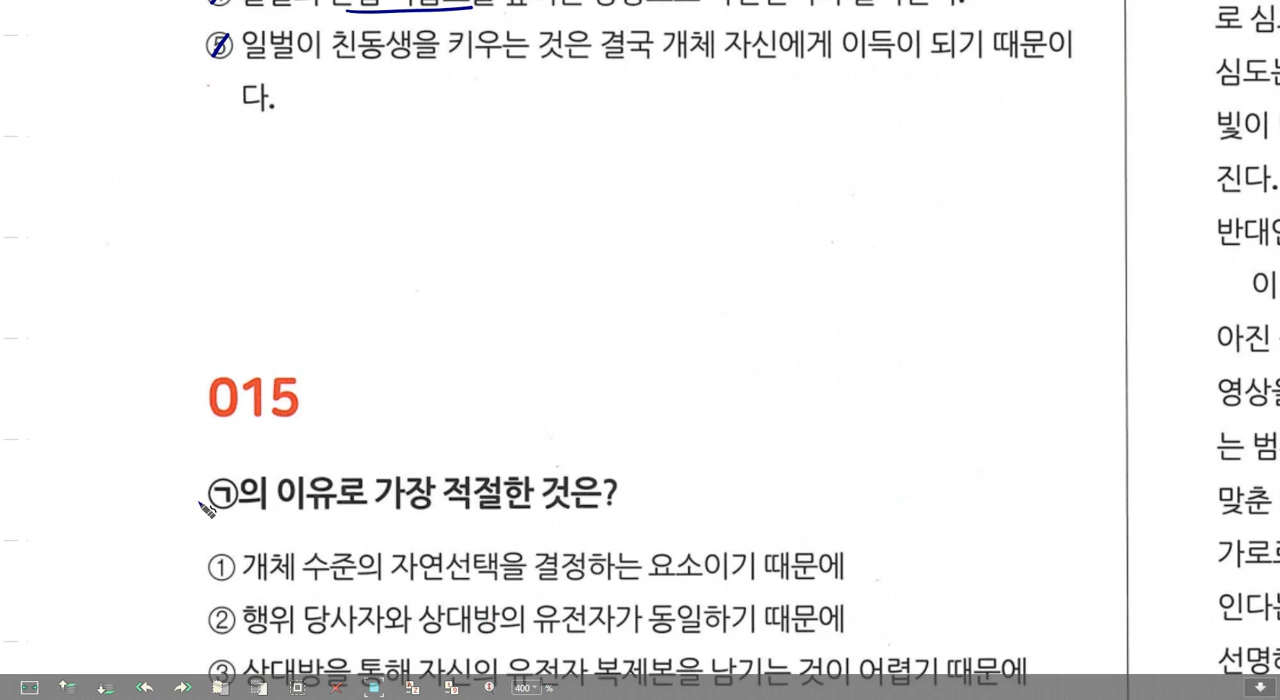 ⑤ 일벌이 친동생을 키우는 것은 결국 개체 자신에게 이득이 되기 때문이
다.
015
㉠의 이유로 가장 적절한 것은?
① 개체 수준의 자연선택을 결정하는 요소이기 때문에
② 행위 당사자와 상대방의 유전자가 동일하기 때문에
③ 상대방을 통해 자신의 유전자 복제본을 남기는 것이 어렵기 때문에
로 심
심도는
빛이
진다.
반대인
이
아진
영상을
는 범
맞춘
가로로
인다는
선명한
400 %